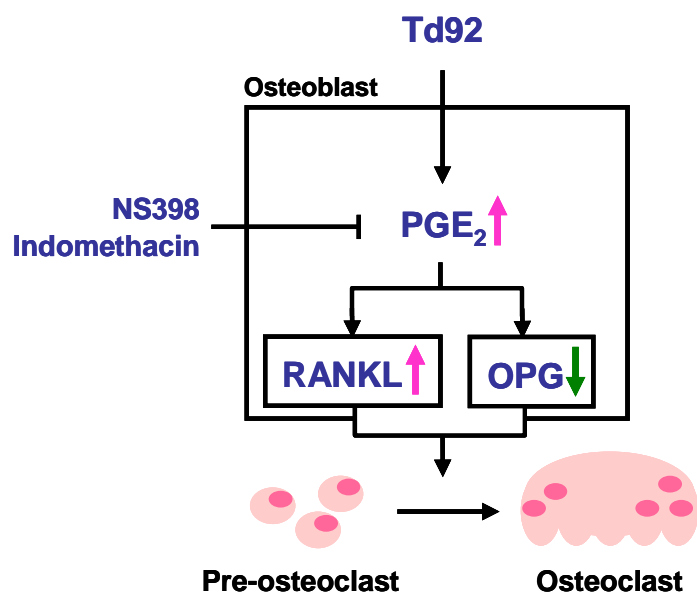 Td92
Osteoblast
NS398
Indomethacin
PGE₂
RANKL
OPG
Pre-osteoclast
Osteoclast